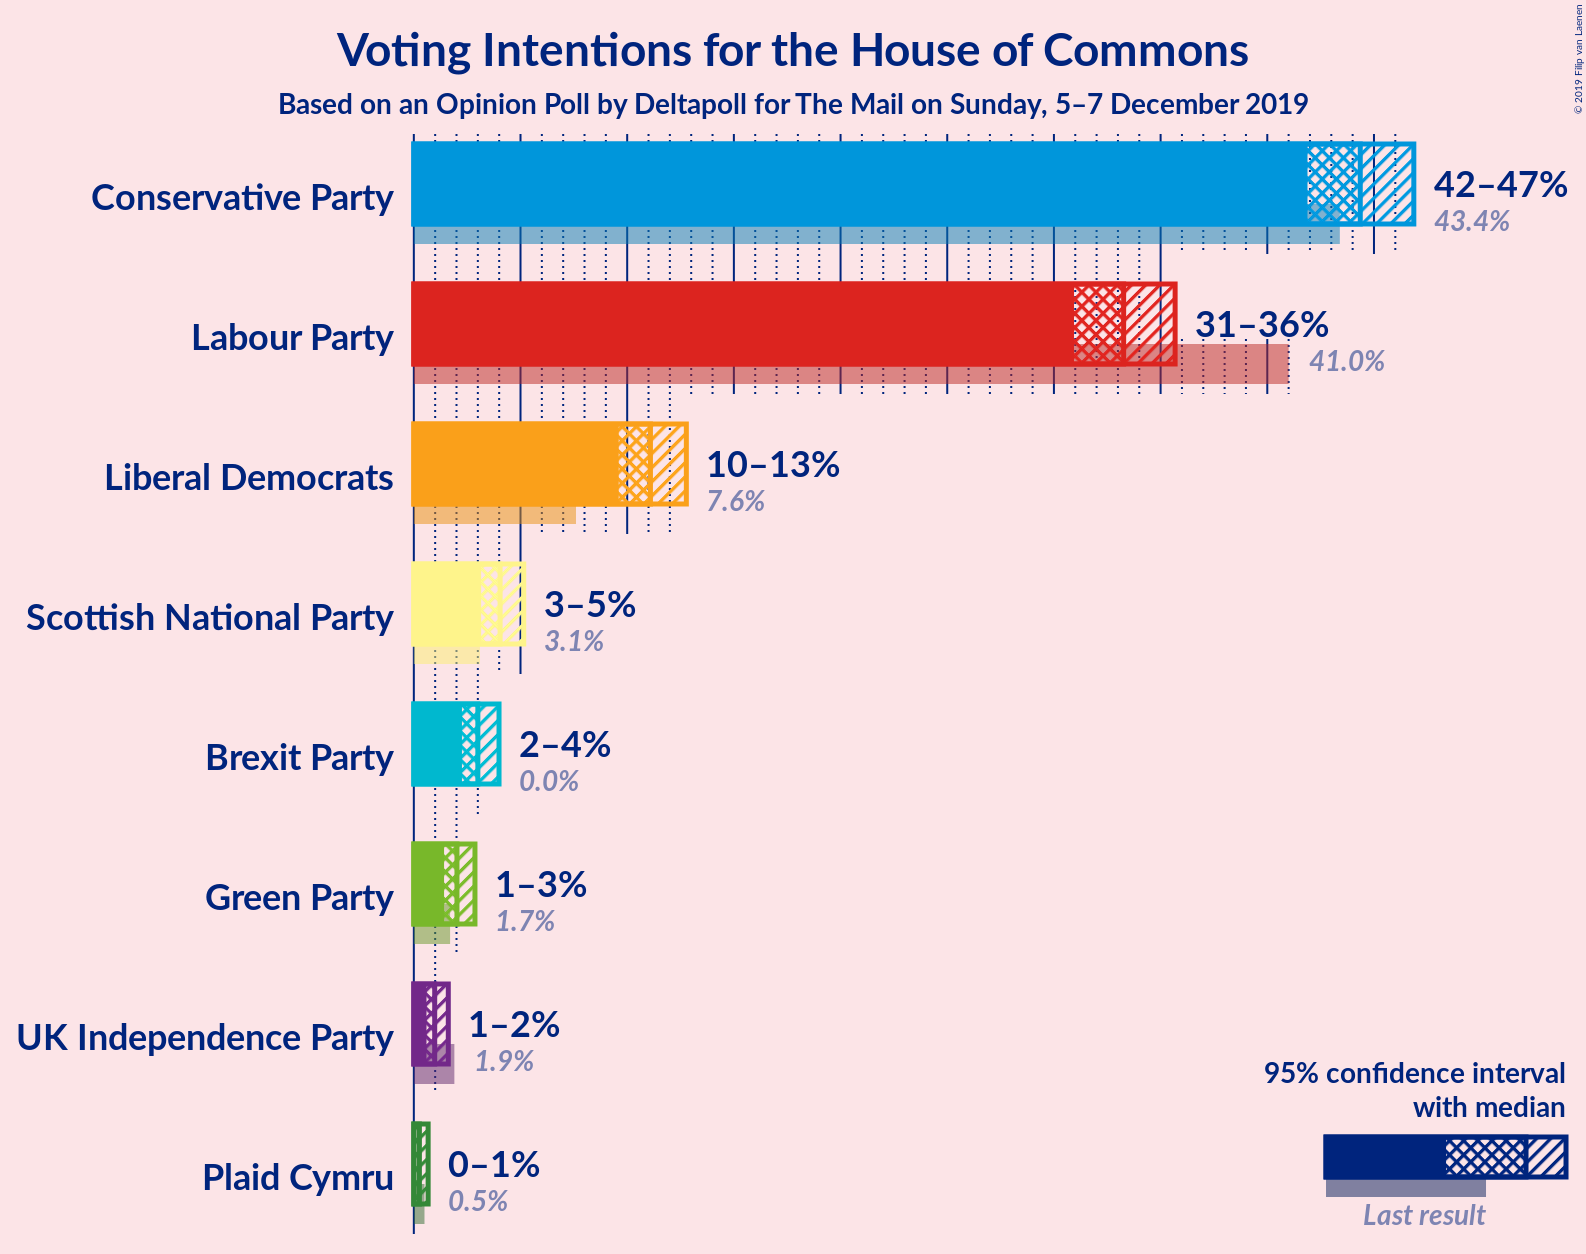 Voting Intentions for the House of Commons
Based on an Opinion Poll by Deltapoll for The Mail on Sunday, 5–7 December 2019
© 2019 Filip van Laenen
Conservative Party
42–47%
43.4%
Labour Party
31–36%
41.0%
Liberal Democrats
10–13%
7.6%
Scottish National Party
3–5%
3.1%
Brexit Party
2–4%
0.0%
Green Party
1–3%
1.7%
UK Independence Party
1–2%
1.9%
Plaid Cymru
0–1%
0.5%
95% confidence interval
with median
Last result